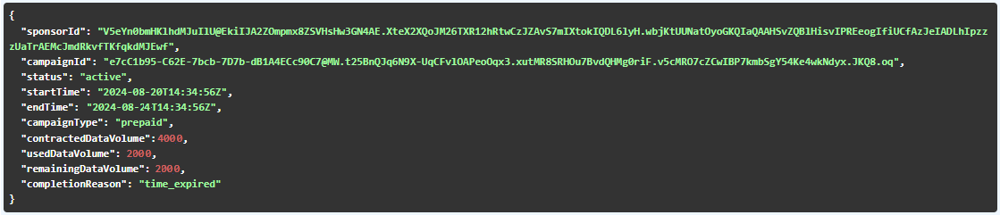 {
"sponsorId": "V5eYn0bmHKlhdMJuIlU@EkiIJA2ZOmpmx8ZSVHsHw3GN4AE.XteX2XQoJM26TXR12hRtwCzJZAvS7mIXtokIQDL6lyH.wbjKtUUNatOyoGKQIaQAAHSvZQBlHisvIPREeogIfiUCfAzJeIADLhIpzz
zUaTrAEMcJmdRkvfTKfqkdMJEwf",
"campaignId": "e7cC1b95-C62E-7bcb-7D7b-dB1A4ECc90C7@MW.t25BnQJq6N9X-UqCFvlOAPeoOqx3.xutMR8SRHOu7BvdQHMg0riF.v5cMRO7cZCwIBP7kmbSgY54Ke4wkNdyx.JKQ8.oq",
"status": "active",
"startTime": "2024-08-20T14:34:56Z",
"endTime": "2024-08-24T14:34:56Z",
"campaignType": "prepaid",
"contractedDataVolume":4000,
"usedDataVolume": 2000,
"remainingDataVolume": 2000,
"completionReason": "time_expired"
}